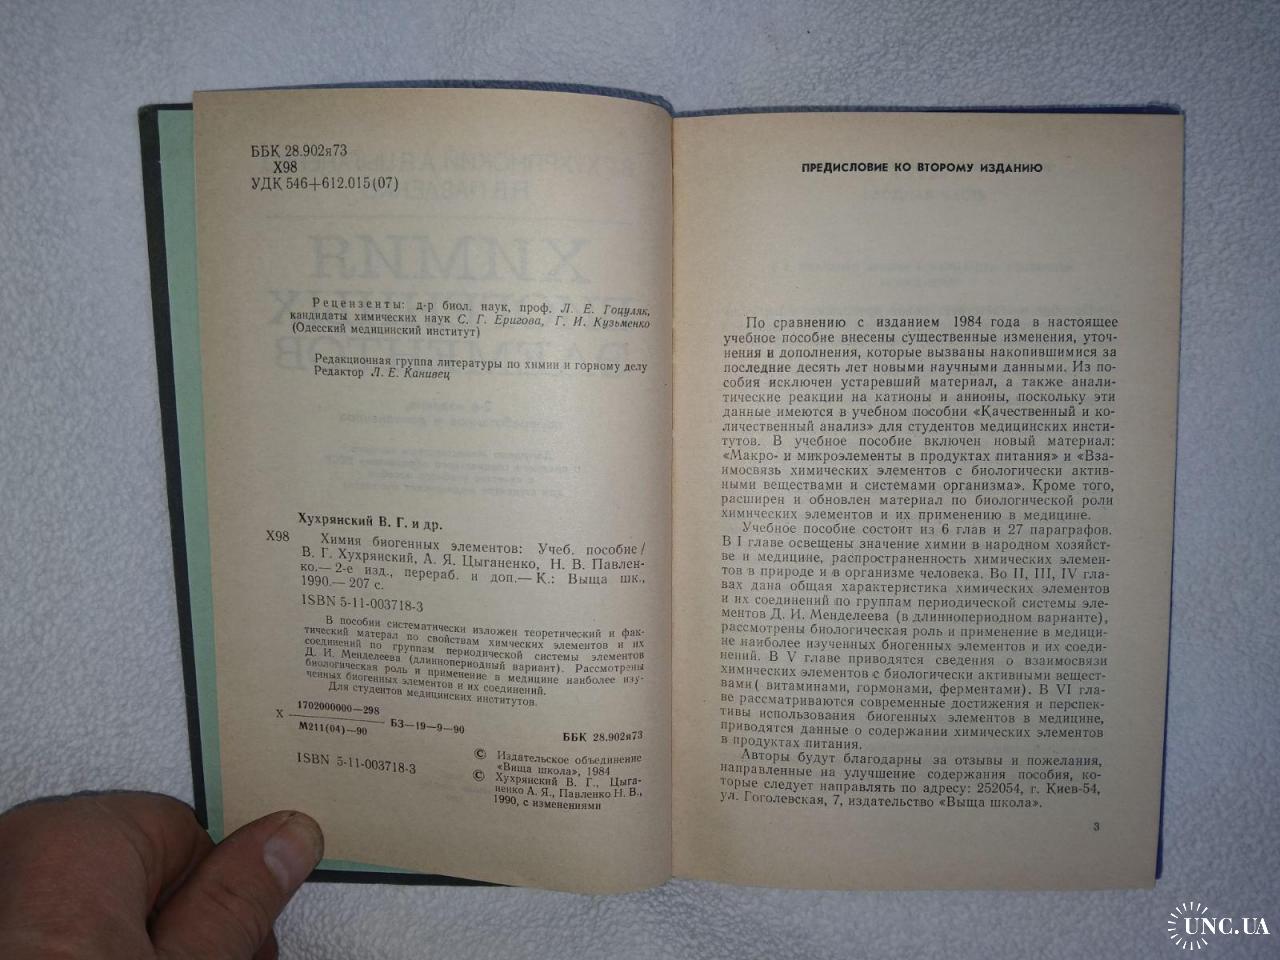 ББК 28.902я73
Х98
УДК 546+612.015(07)
Рецензенты: д-р биол. наук, проф. Л. Е. Гоцуляк,
кандидаты химических наук С. Г. Еригова, Г. И. Кузьменко
(Одесский медицинский институт)
Редакционная группа литературы по химии и горному делу
Редактор Л. Е. Канивец
Хухрянский В. Г. и др.
Х98 Химия биогенных элементов: Учеб. пособие/
В. Г. Хухрянский, А. Я. Цыганенко, Н. В. Павлен-
ко.— 2-е изд., перераб. и доп.— К.: Выща шк.,
1990.— 207 с.
ISBN 5-11-003718-3
В пособии систематически изложен теоретический и фак-
тический матерал по свойствам химческих элементов и их
соединений по группам периодической системы элементов
Д. И. Менделеева (длиннопериодный вариант). Рассмотрены
биологическая роль и применение в медицине наиболее изу-
ченных биогенных элементов и их соединений.
Для студентов медицинских институтов.
1702000000—298
Х БЗ—19—9—90
М211(04)—90
ББК 28.902я73
ISBN 5-11-003718-3
© Издательское объединение
«Вища школа», 1984
© Хухрянский В. Г., Цыга-
ненко А. Я., Павленко Н. В.,
1990, с изменениями
ПРЕДИСЛОВИЕ КО ВТОРОМУ ИЗДАНИЮ
По сравнению с изданием 1984 года в настоящее
учебное пособие внесены существенные изменения, уточ-
нения и дополнения, которые вызваны накопившимися за
последние десять лет новыми научными данными. Из по-
собия исключен устаревший материал, а также анали-
тические реакции на катионы и анионы, поскольку эти
данные имеются в учебном пособии «Качественный и ко-
личественный анализ» для студентов медицинских инсти-
тутов. В учебное пособие включен новый материал:
«Макро- и микроэлементы в продуктах питания» и «Вза-
имосвязь химических элементов с биологически актив-
ными веществами и системами организма». Кроме того,
расширен и обновлен материал по биологической роли
химических элементов и их применению в медицине.
Учебное пособие состоит из 6 глав и 27 параграфов.
В I главе освещены значение химии в народном хозяйст-
ве и медицине, распространенность химических элемен-
тов в природе и в организме человека. Во II, III, IV гла-
вах дана общая характеристика химических элементов
и их соединений по группам периодической системы эле-
ментов Д. И. Менделеева (в длиннопериодном варианте),
рассмотрены биологическая роль и применение в медици-
не наиболее изученных биогенных элементов и их соеди-
нений. В V главе приводятся сведения о взаимосвязи
химических элементов с биологически активными вещест-
вами( витаминами, гормонами, ферментами). В VI гла-
ве рассматриваются современные достижения и перспек-
тивы использования биогенных элементов в медицине,
приводятся данные о содержании химических элементов
в продуктах питания.
Авторы будут благодарны за отзывы и пожелания,
направленные на улучшение содержания пособия, ко-
торые следует направлять по адресу: 252054, г. Киев-54,
ул. Гоголевская, 7, издательство «Выща школа».
3
UNC.UA